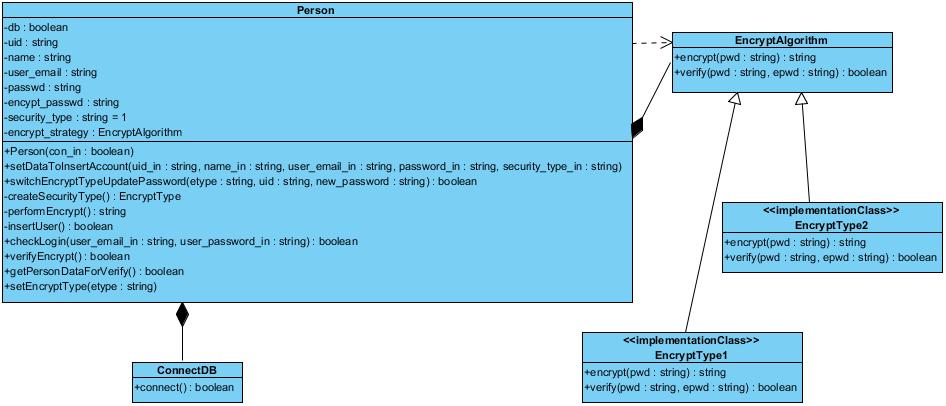 Person
-db : boolean
-uid : string
-name : string
-user_email : string
-passwd : string
-encypt_passwd : string
-security_type : string = 1
-encrypt_strategy : EncryptAlgorithm
+Person(con_in : boolean)
+setDataToInsertAccount(uid_in : string, name_in : string, user_email_in : string, password_in : string, security_type_in : string)
+switchEncryptTypeUpdatePassword(etype : string, uid : string, new_password : string) : boolean
-createSecurityType() : EncryptType
-performEncrypt() : string
-insertUser() : boolean
+checkLogin(user_email_in : string, user_password_in : string) : boolean
+verifyEncrypt() : boolean
+getPersonDataForVerify() : boolean
+setEncryptType(etype : string)
EncryptAlgorithm
+encrypt(pwd : string) : string
+verify(pwd : string, epwd : string) : boolean
<<implementationClass>>
EncryptType2
+encrypt(pwd : string) : string
+verify(pwd : string, epwd : string) : boolean
<<implementationClass>>
EncryptType1
+encrypt(pwd : string) : string
+verify(pwd : string, epwd : string) : boolean
ConnectDB
+connect() : boolean